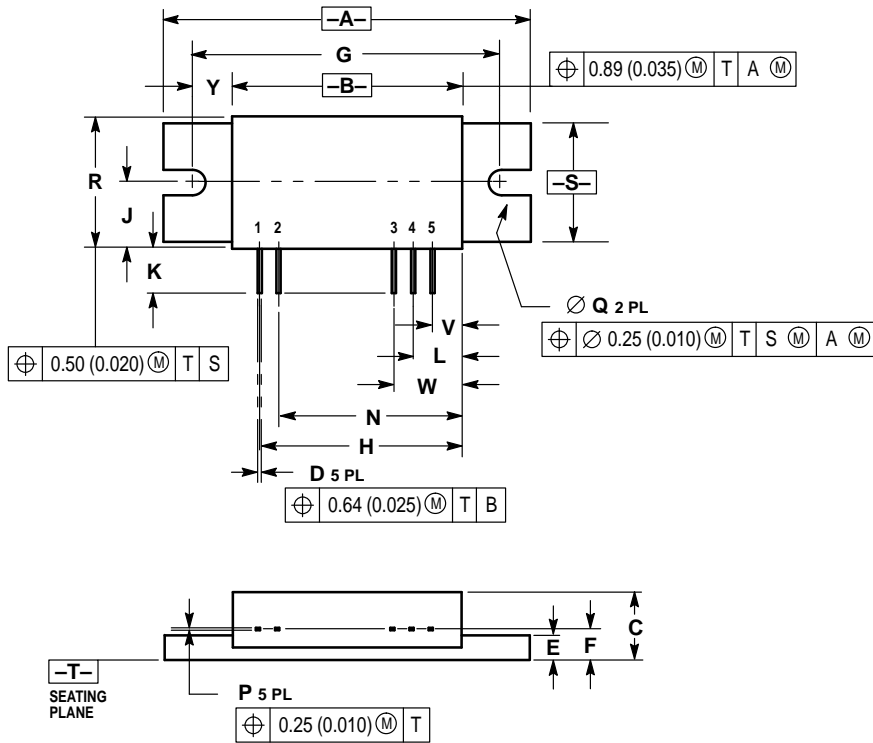 –A–
G
Y
–B–
⌖ 0.89 (0.035) Ⓜ T A Ⓜ
R
J
K
–S–
1 2 3 4 5
∅ Q 2 PL
⌖ ∅ 0.25 (0.010) Ⓜ T S Ⓜ A Ⓜ
V
L
W
⌖ 0.50 (0.020) Ⓜ T S
N
H
D 5 PL
⌖ 0.64 (0.025) Ⓜ T B
C
E
F
–T–
SEATING
PLANE
P 5 PL
⌖ 0.25 (0.010) Ⓜ T